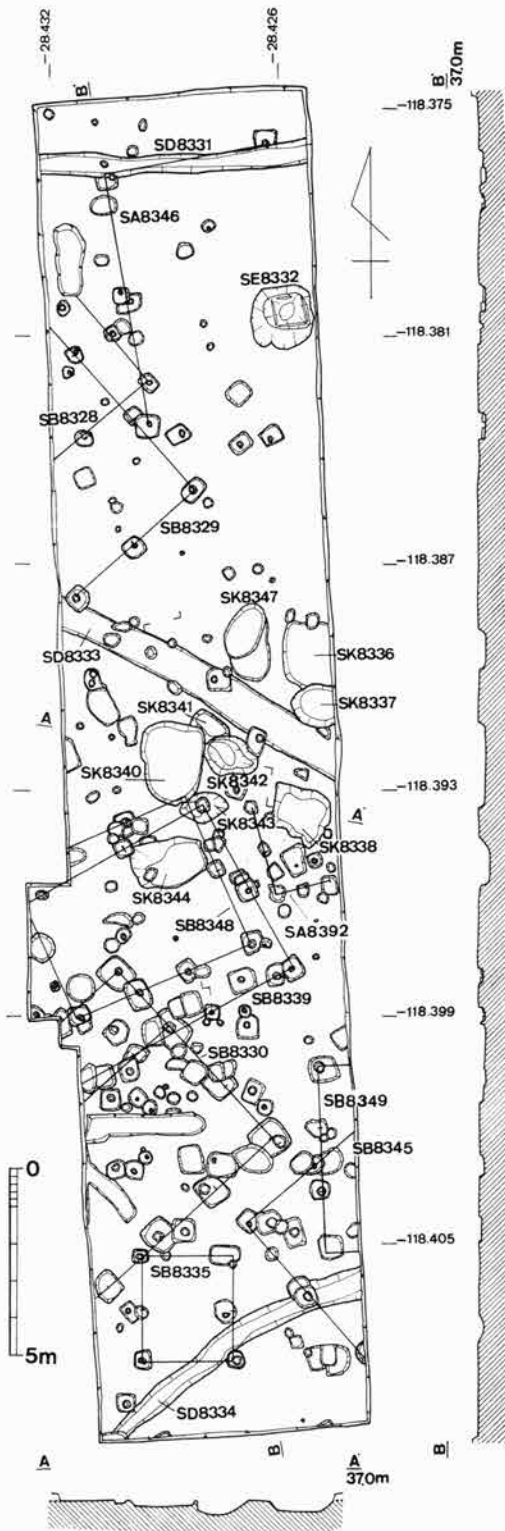 -28.432
-28.426
B'
B' 37.0m
-118.375
SD8331
SA8346
SE8332
-118.381
SB8328
SB8329
-118.387
SK8347
SD8333
SK8336
SK8337
SK8341
A
SK8340
SK8342
-118.393
SK8343
A'
SK8338
SK8344
SB8348
SA8392
SB8339
-118.399
SB8330
SB8349
SB8345
0
-118.405
SB8335
5m
SD8334
A
B
A'
B
37.0m